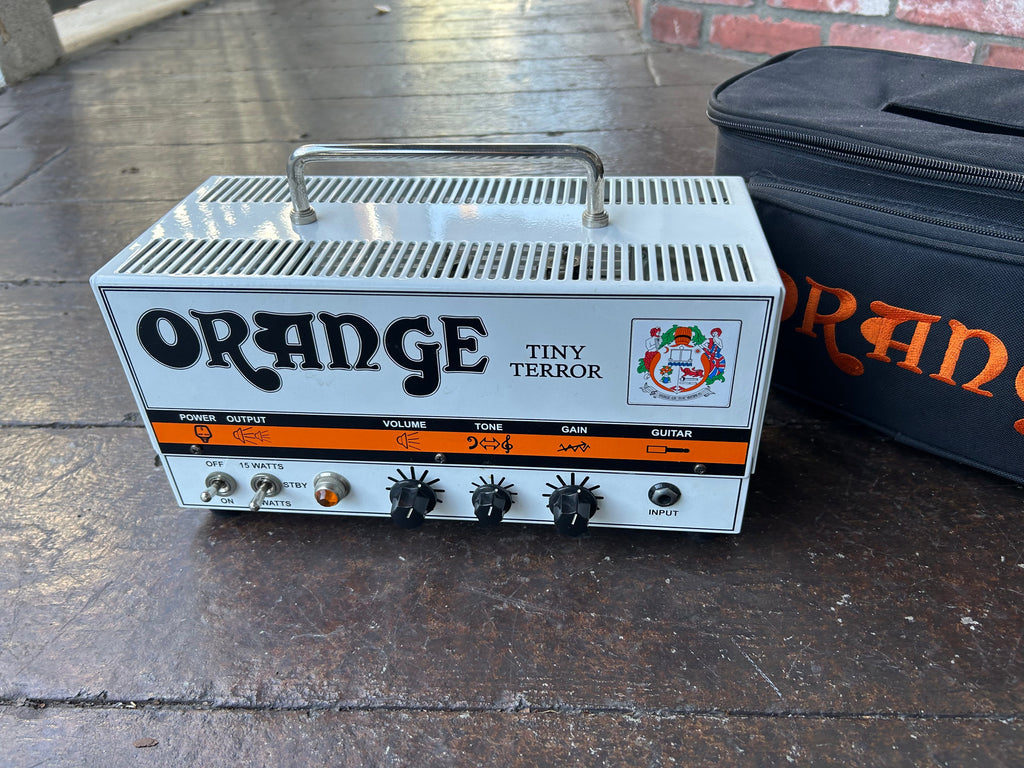 ORANGE
TINY
TERROR
POWER OUTPUT VOLUME TONE GAIN GUITAR
OFF 15 WATTS
STBY
ON WATTS
INPUT
ORANG